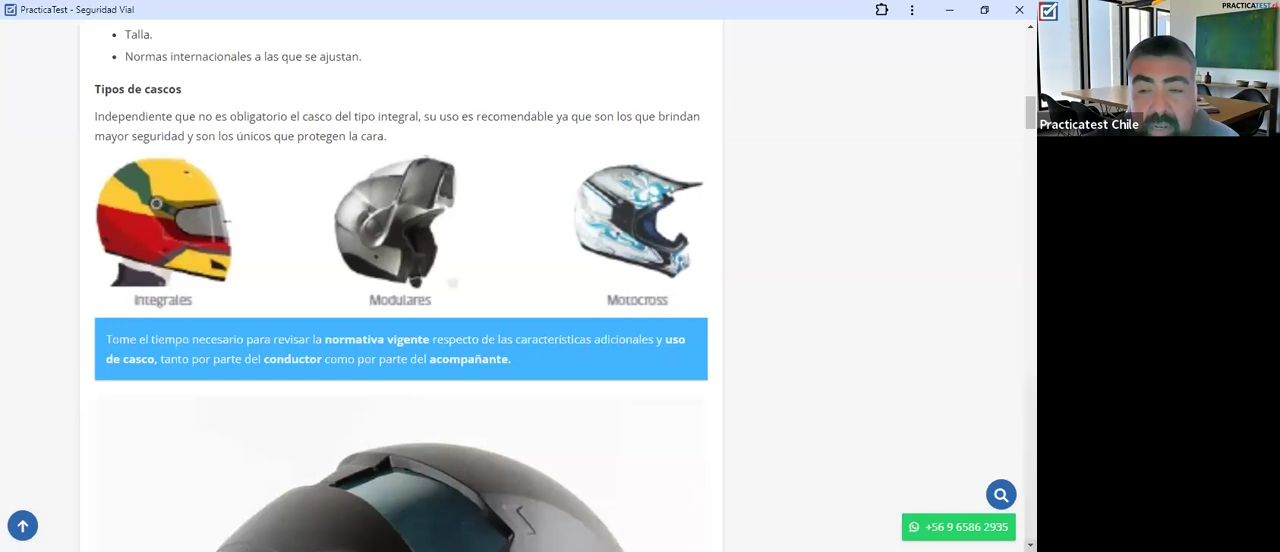 PracticaTest - Seguridad Vial
PRACTICATEST.cl
Talla.
Normas internacionales a las que se ajustan.
Tipos de cascos
Independiente que no es obligatorio el casco del tipo integral, su uso es recomendable ya que son los que brindan
mayor seguridad y son los únicos que protegen la cara.
Integrales
Modulares
Motocross
Tome el tiempo necesario para revisar la normativa vigente respecto de las características adicionales y uso
de casco, tanto por parte del conductor como por parte del acompañante.
+56 9 6586 2935
Practicatest Chile